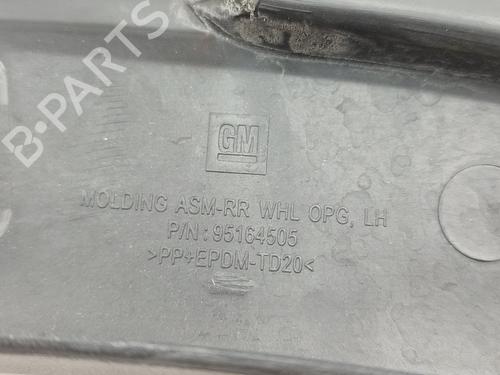 B-PARTS
GM
MOLDING ASM-RR WHL OPG, LH
P/N : 95164505
>PP+EPDM-TD20<